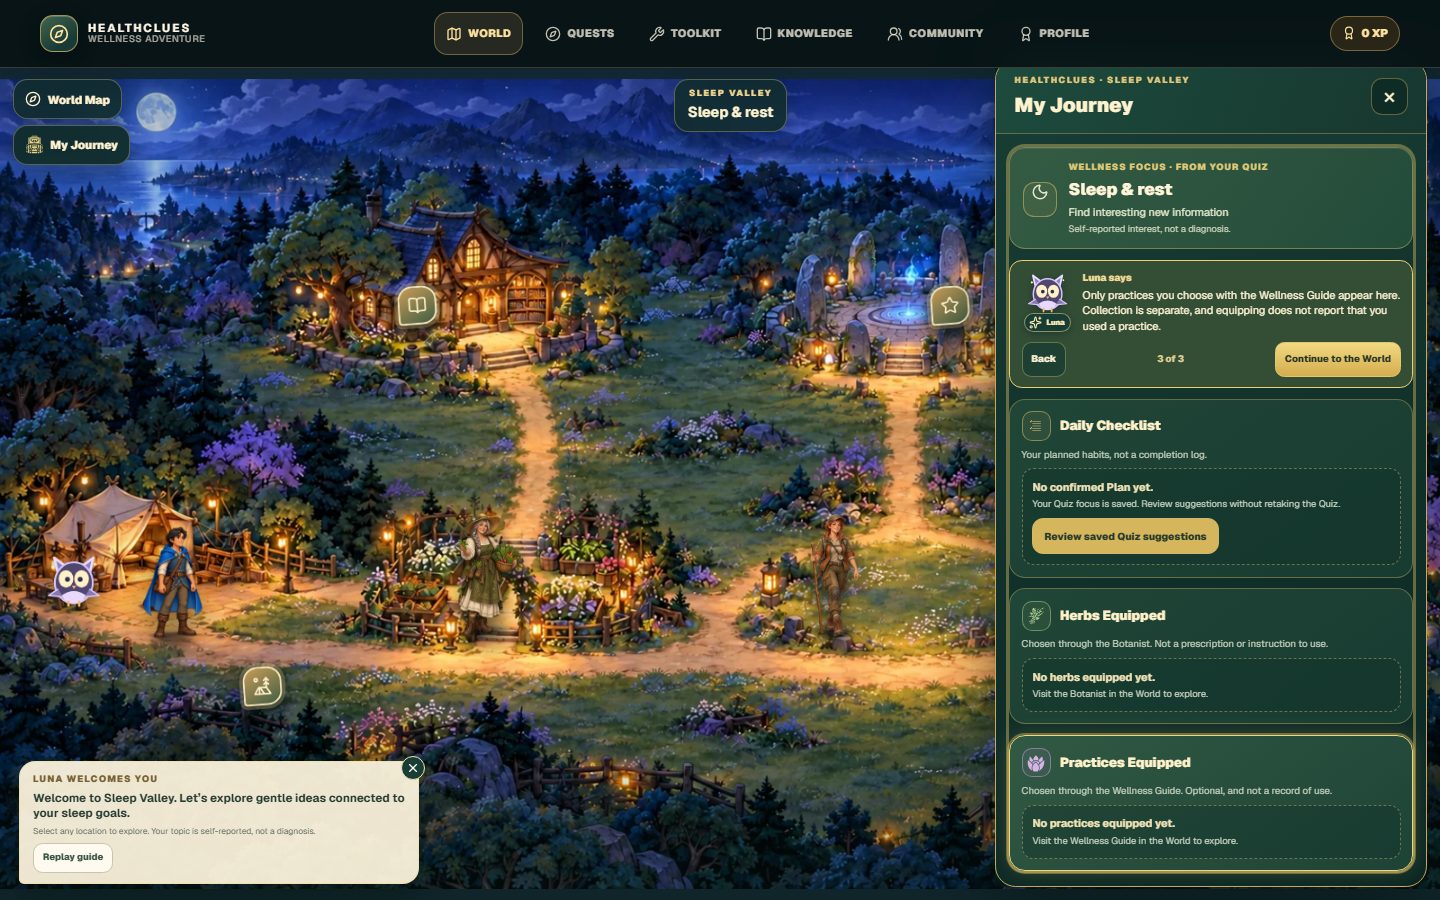 HEALTHCLUES
WELLNESS ADVENTURE
WORLD
QUESTS
TOOLKIT
KNOWLEDGE
COMMUNITY
PROFILE
0 XP
World Map
My Journey
SLEEP VALLEY
Sleep & rest
HEALTHCLUES · SLEEP VALLEY
My Journey
WELLNESS FOCUS · FROM YOUR QUIZ
Sleep & rest
Find interesting new information
Self-reported interest, not a diagnosis.
Luna says
Only practices you choose with the Wellness Guide appear here.
Collection is separate, and equipping does not report that you
used a practice.
Luna
Back
3 of 3
Continue to the World
Daily Checklist
Your planned habits, not a completion log.
No confirmed Plan yet.
Your Quiz focus is saved. Review suggestions without retaking the Quiz.
Review saved Quiz suggestions
Herbs Equipped
Chosen through the Botanist. Not a prescription or instruction to use.
No herbs equipped yet.
Visit the Botanist in the World to explore.
Practices Equipped
Chosen through the Wellness Guide. Optional, and not a record of use.
No practices equipped yet.
Visit the Wellness Guide in the World to explore.
LUNA WELCOMES YOU
Welcome to Sleep Valley. Let's explore gentle ideas connected to
your sleep goals.
Select any location to explore. Your topic is self-reported, not a diagnosis.
Replay guide